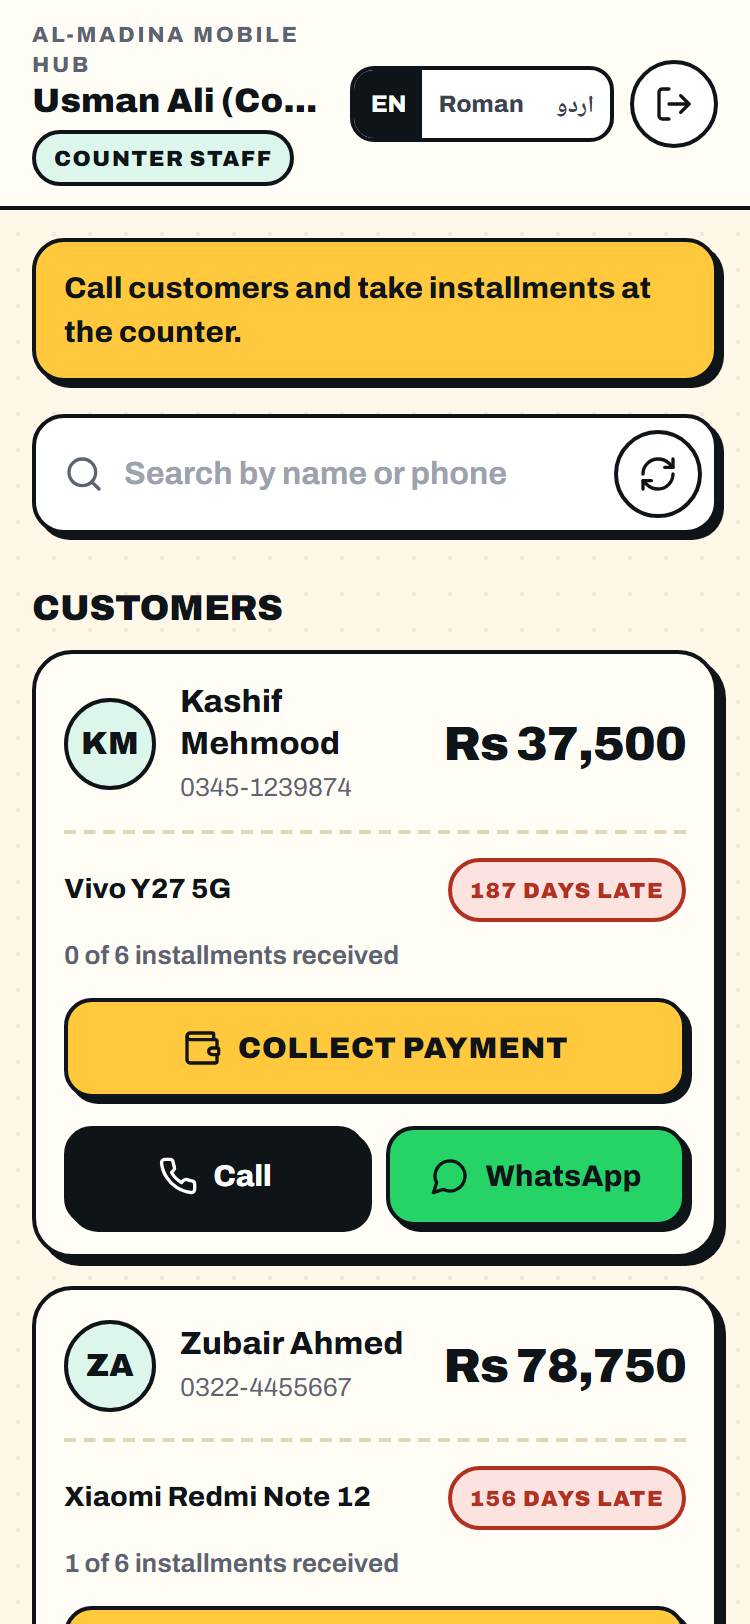 AL-MADINA MOBILE
HUB
Usman Ali (Co...
COUNTER STAFF
EN Roman اردو
Call customers and take installments at
the counter.
Search by name or phone
CUSTOMERS
KM
Kashif
Mehmood
0345-1239874
Rs 37,500
Vivo Y27 5G
187 DAYS LATE
0 of 6 installments received
COLLECT PAYMENT
Call
WhatsApp
ZA
Zubair Ahmed
0322-4455667
Rs 78,750
Xiaomi Redmi Note 12
156 DAYS LATE
1 of 6 installments received